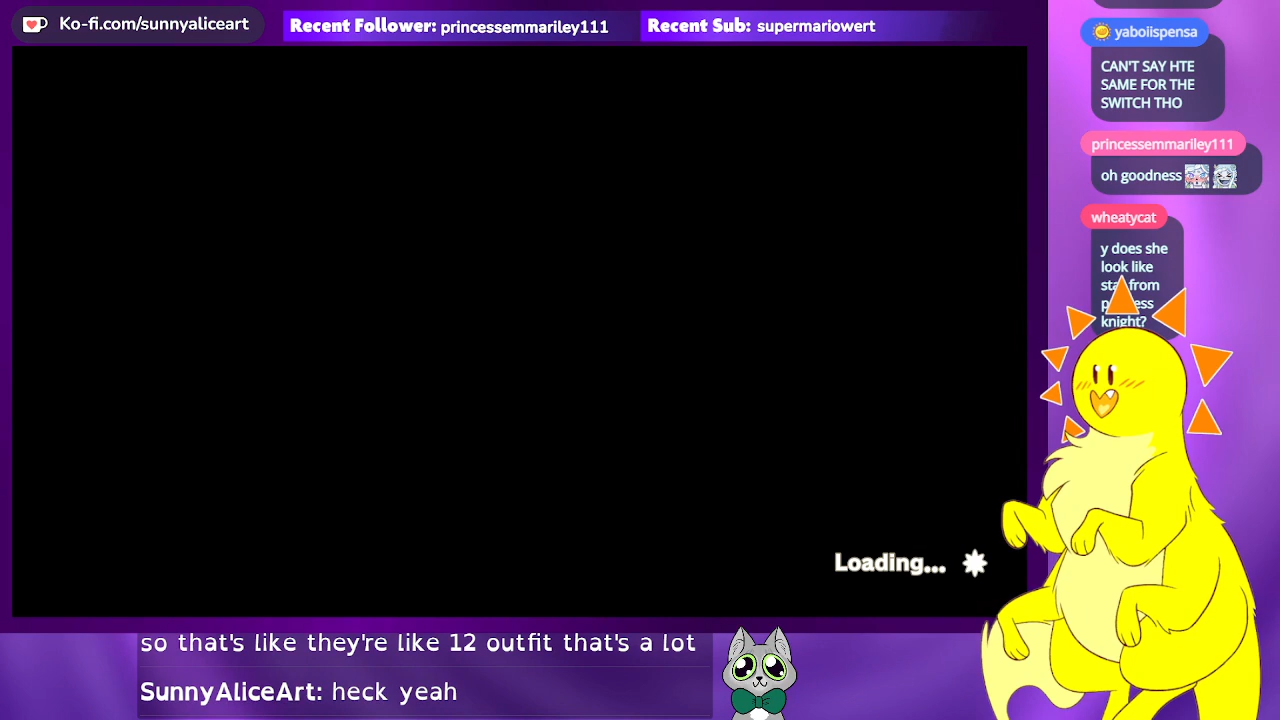 Ko-fi.com/sunnyaliceart
Recent Follower: princessemmariley111
Recent Sub: supermariowert
yaboiispensa
CAN'T SAY HTE
SAME FOR THE
SWITCH THO
princessemmariley111
oh goodness
wheatycat
y does she
look like
from
knight?
Loading...
so that's like they're like 12 outfit that's a lot
SunnyAliceArt: heck yeah